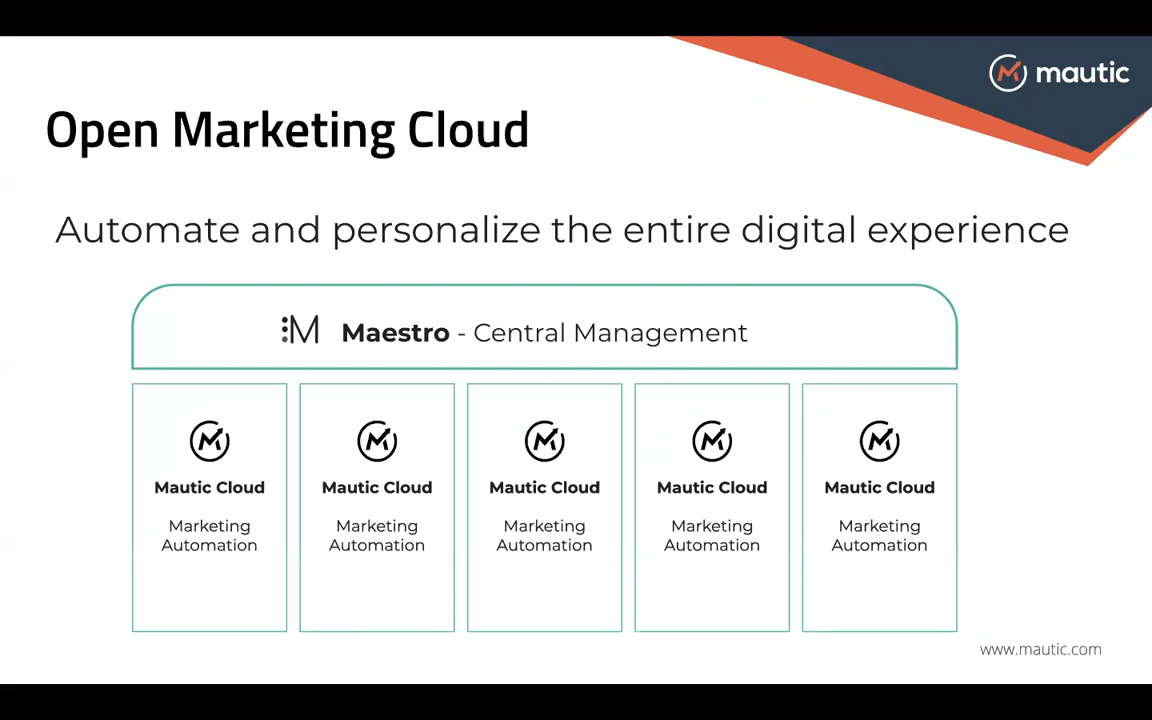 mautic
Open Marketing Cloud
Automate and personalize the entire digital experience
:M Maestro - Central Management
Mautic Cloud
Marketing
Automation
Mautic Cloud
Marketing
Automation
Mautic Cloud
Marketing
Automation
Mautic Cloud
Marketing
Automation
Mautic Cloud
Marketing
Automation
www.mautic.com